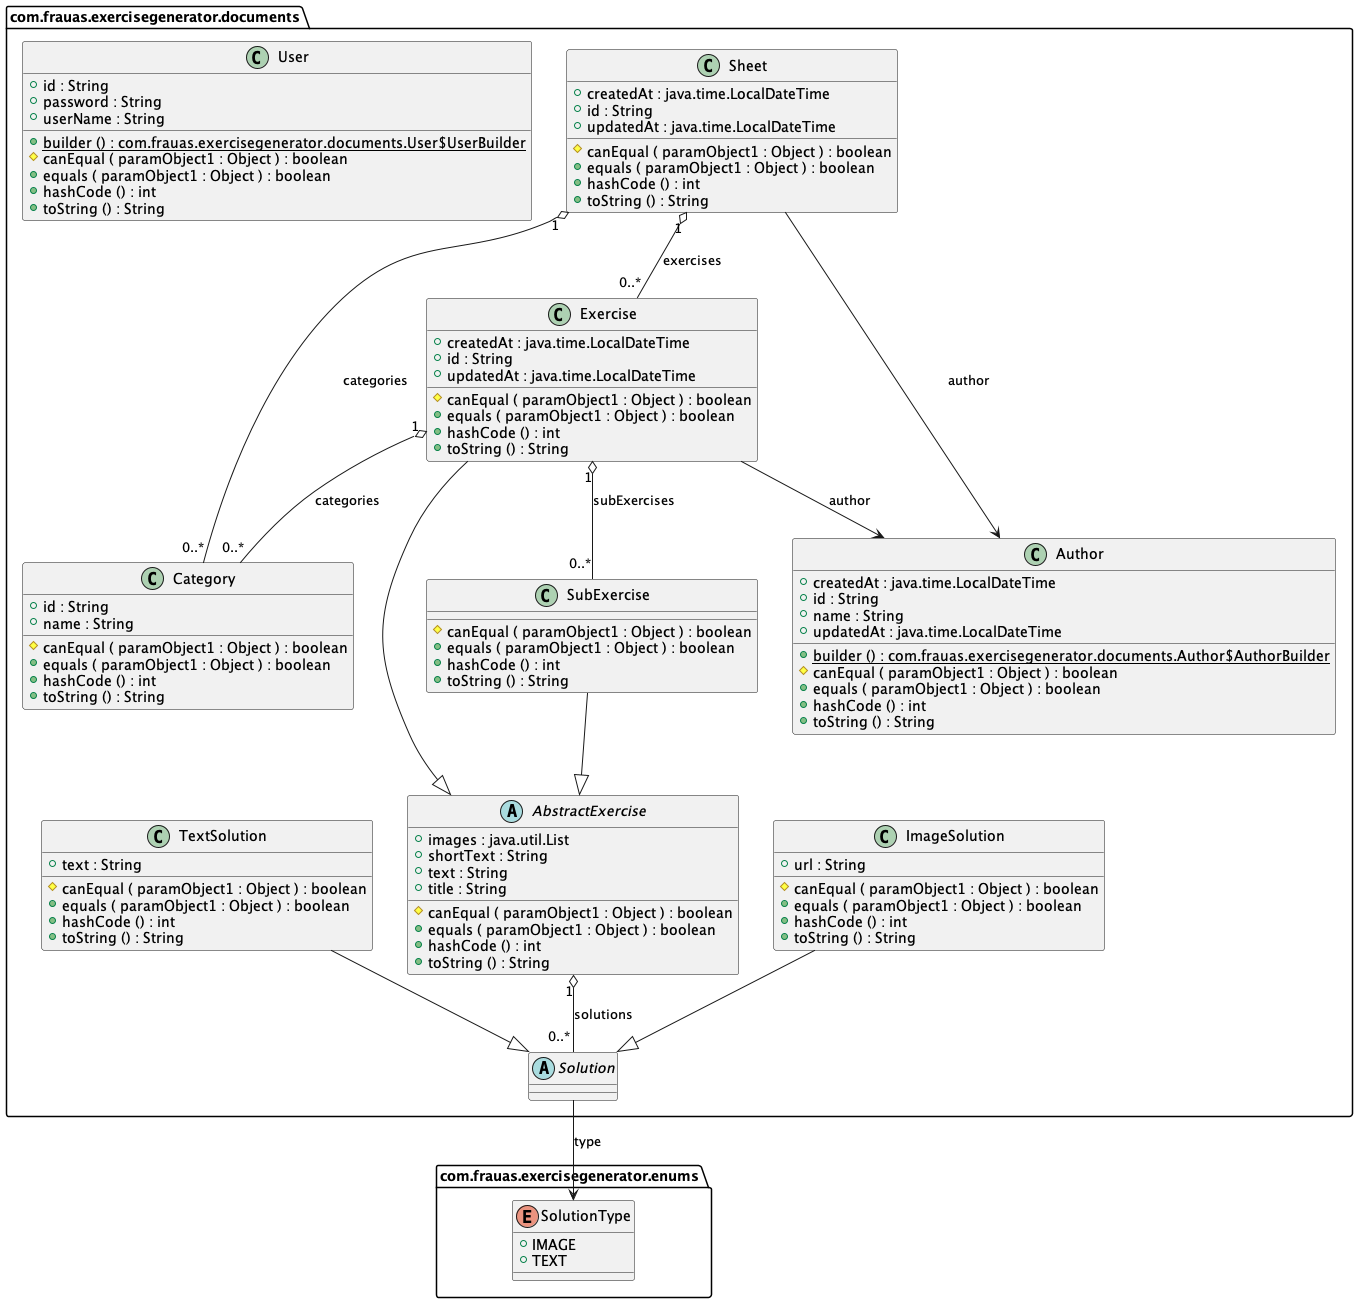 com.frauas.exercisegenerator.documents
C User
id : String
password : String
userName : String
builder () : com.frauas.exercisegenerator.documents.User$UserBuilder
canEqual ( paramObject1 : Object ) : boolean
equals ( paramObject1 : Object ) : boolean
hashCode () : int
toString () : String
C Sheet
createdAt : java.time.LocalDateTime
id : String
updatedAt : java.time.LocalDateTime
canEqual ( paramObject1 : Object ) : boolean
equals ( paramObject1 : Object ) : boolean
hashCode () : int
toString () : String
1
1
exercises
0..*
C Exercise
createdAt : java.time.LocalDateTime
id : String
updatedAt : java.time.LocalDateTime
canEqual ( paramObject1 : Object ) : boolean
equals ( paramObject1 : Object ) : boolean
hashCode () : int
toString () : String
categories
author
1
1
categories
subExercises
author
0..*
0..*
0..*
C Category
id : String
name : String
canEqual ( paramObject1 : Object ) : boolean
equals ( paramObject1 : Object ) : boolean
hashCode () : int
toString () : String
C SubExercise
canEqual ( paramObject1 : Object ) : boolean
equals ( paramObject1 : Object ) : boolean
hashCode () : int
toString () : String
C Author
createdAt : java.time.LocalDateTime
id : String
name : String
updatedAt : java.time.LocalDateTime
builder () : com.frauas.exercisegenerator.documents.Author$AuthorBuilder
canEqual ( paramObject1 : Object ) : boolean
equals ( paramObject1 : Object ) : boolean
hashCode () : int
toString () : String
C TextSolution
text : String
canEqual ( paramObject1 : Object ) : boolean
equals ( paramObject1 : Object ) : boolean
hashCode () : int
toString () : String
A AbstractExercise
images : java.util.List
shortText : String
text : String
title : String
canEqual ( paramObject1 : Object ) : boolean
equals ( paramObject1 : Object ) : boolean
hashCode () : int
toString () : String
C ImageSolution
url : String
canEqual ( paramObject1 : Object ) : boolean
equals ( paramObject1 : Object ) : boolean
hashCode () : int
toString () : String
1
solutions
0..*
A Solution
type
com.frauas.exercisegenerator.enums
E SolutionType
IMAGE
TEXT